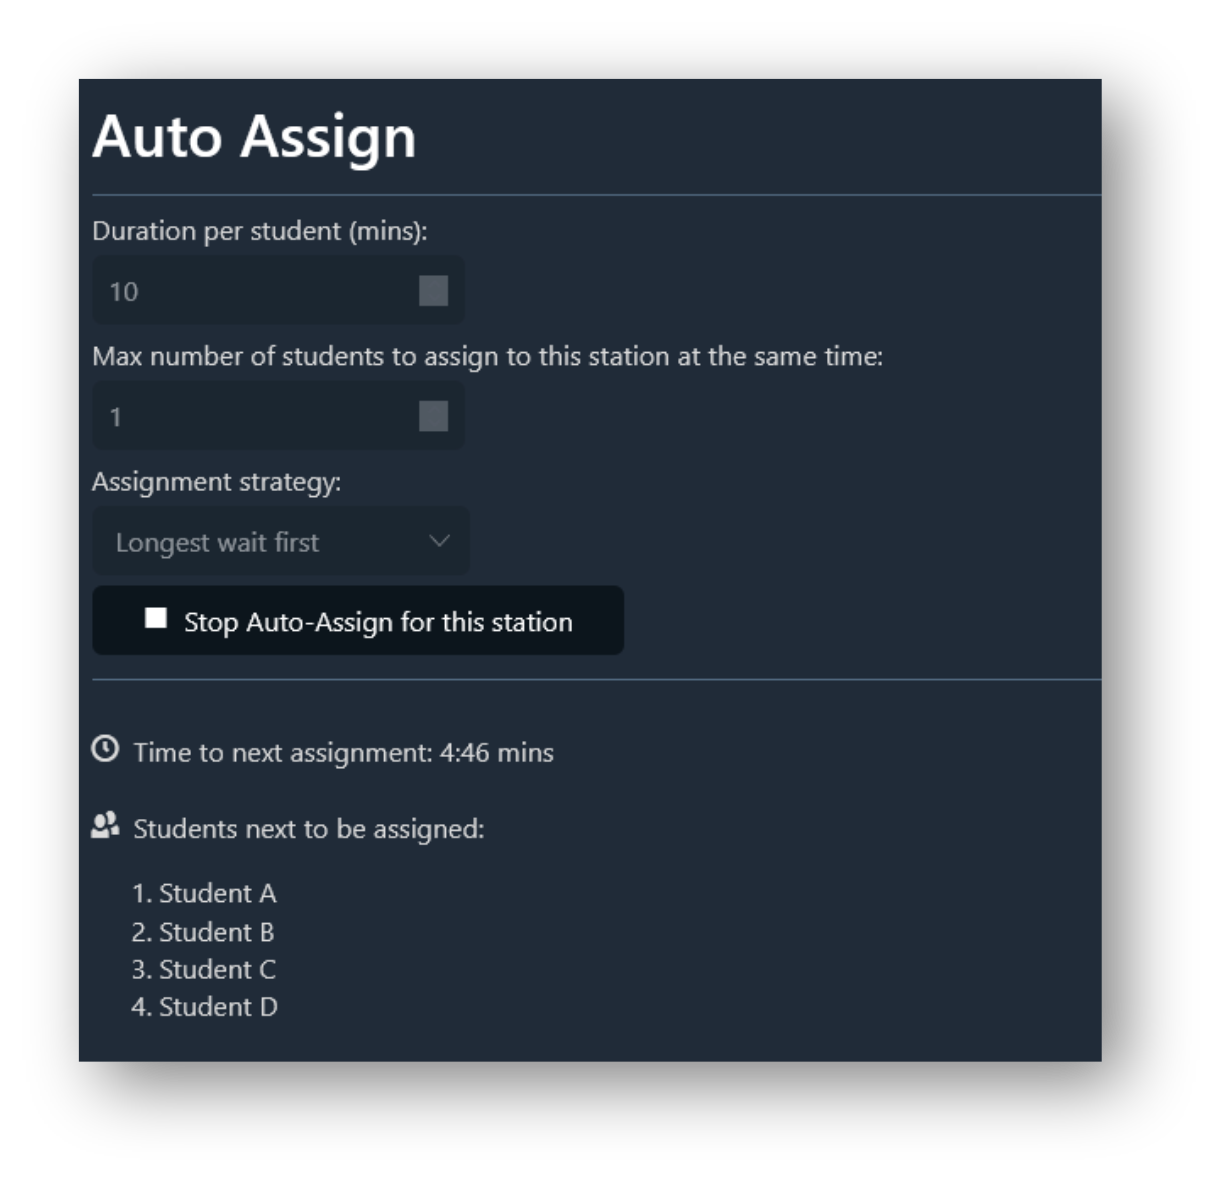 Auto Assign
Duration per student (mins):
10
Max number of students to assign to this station at the same time:
1
Assignment strategy:
Longest wait first
Stop Auto-Assign for this station
Time to next assignment: 4:46 mins
Students next to be assigned:
1. Student A
2. Student B
3. Student C
4. Student D